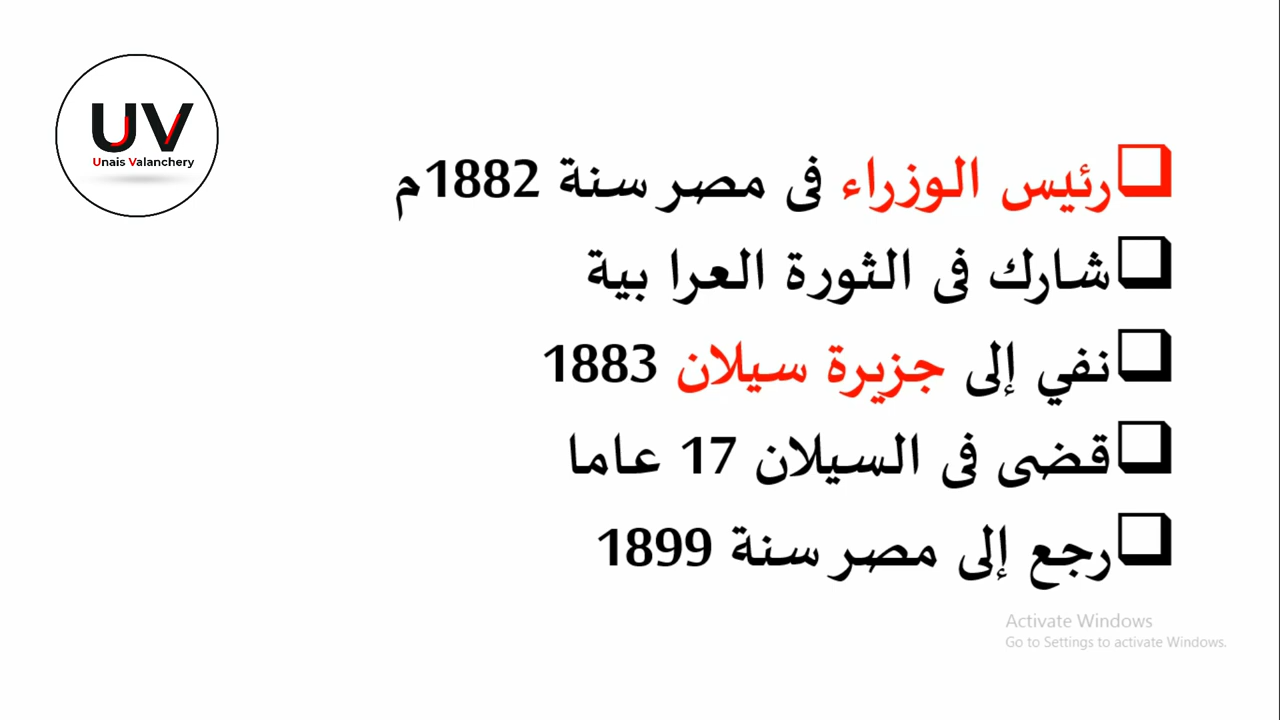 UV
Unais Valanchery
رئيس الوزراء فى مصر سنة 1882م
شارك فى الثورة العرا بية
نفي إلى جزيرة سيلان 1883
قضى فى السيلان 17 عاما
رجع إلى مصر سنة 1899
Activate Windows
Go to Settings to activate Windows.